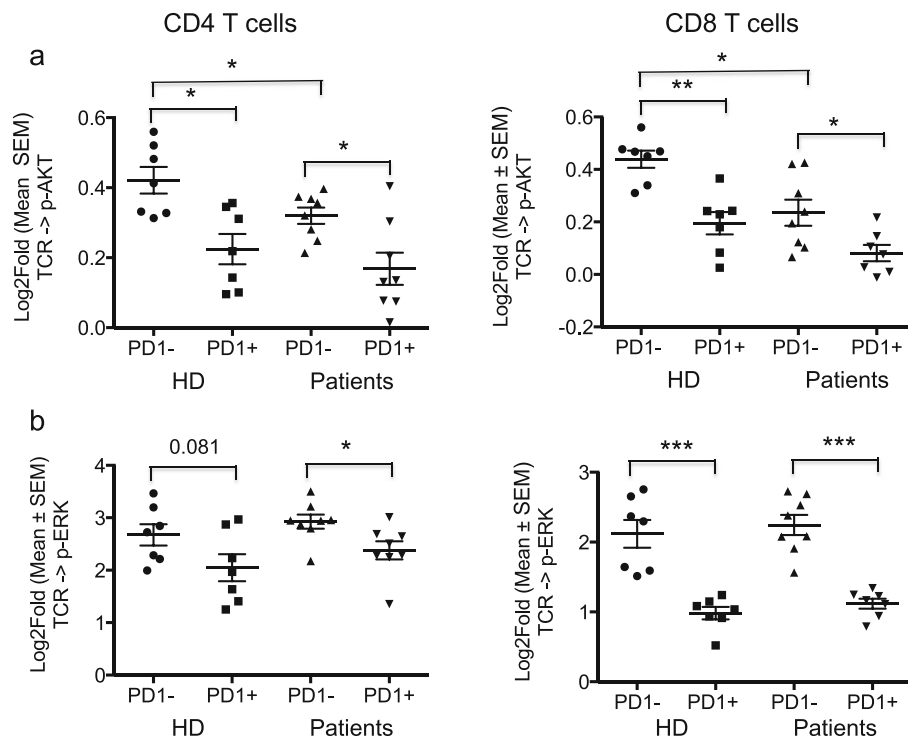 CD4 T cells
CD8 T cells
a
*
*
*
Log2Fold (Mean SEM)
TCR -> p-AKT
0.6
0.4
0.2
0.0
PD1-
PD1+
PD1-
PD1+
HD
Patients
*
**
*
Log2Fold (Mean ± SEM)
TCR -> p-AKT
0.6
0.4
0.2
0.0
-0.2
PD1-
PD1+
PD1-
PD1+
HD
Patients
b
0.081
*
Log2Fold (Mean ± SEM)
TCR -> p-ERK
4
3
2
1
0
PD1-
PD1+
PD1-
PD1+
HD
Patients
***
***
Log2Fold (Mean ± SEM)
TCR -> p-ERK
3
2
1
0
PD1-
PD1+
PD1-
PD1+
HD
Patients